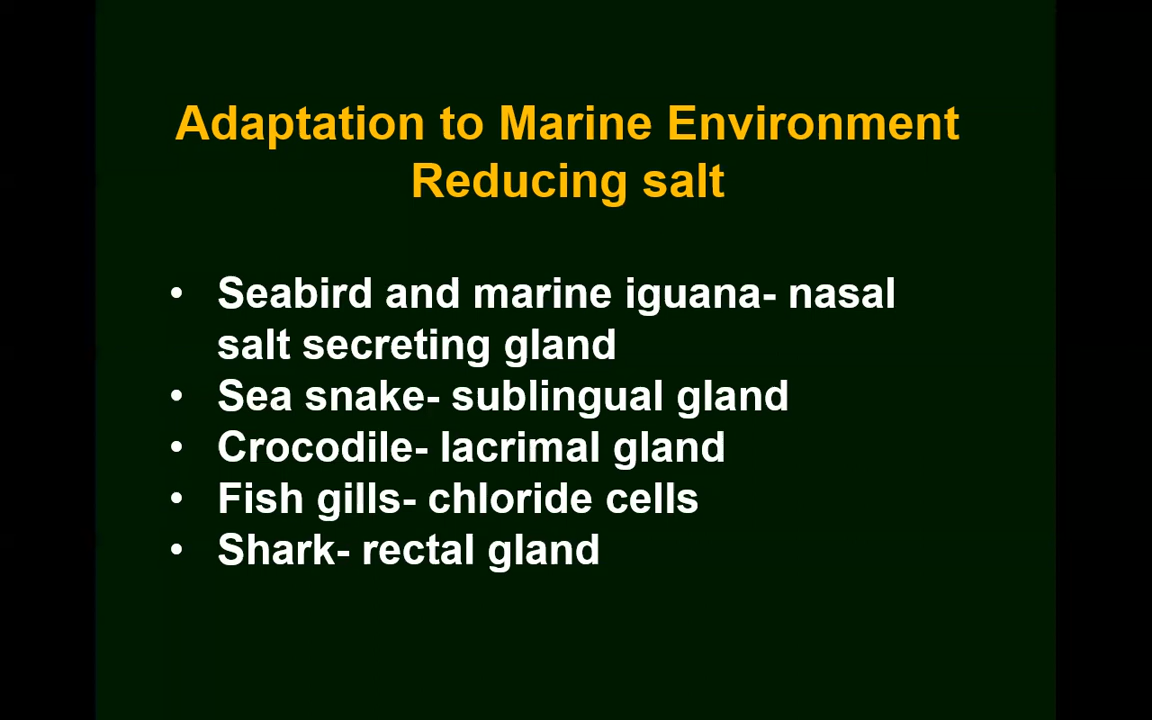 Adaptation to Marine Environment
Reducing salt
• Seabird and marine iguana- nasal
salt secreting gland
• Sea snake- sublingual gland
• Crocodile- lacrimal gland
• Fish gills- chloride cells
• Shark- rectal gland